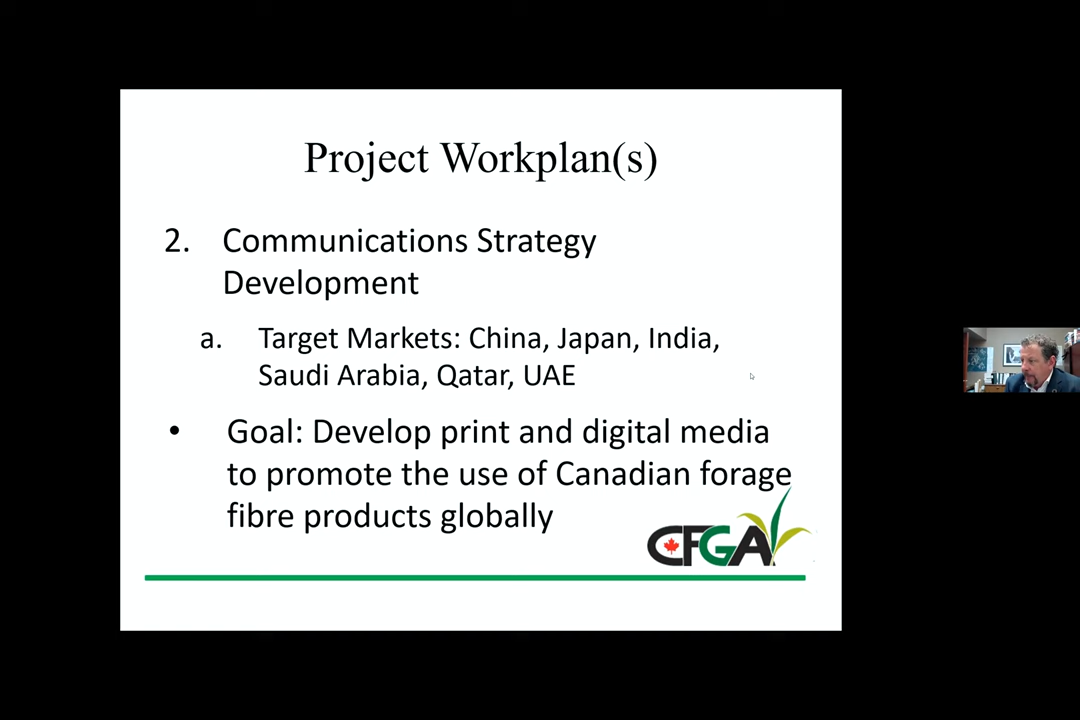 Project Workplan(s)
2. Communications Strategy
Development
a. Target Markets: China, Japan, India,
Saudi Arabia, Qatar, UAE
• Goal: Develop print and digital media
to promote the use of Canadian forage
fibre products globally
CFGA